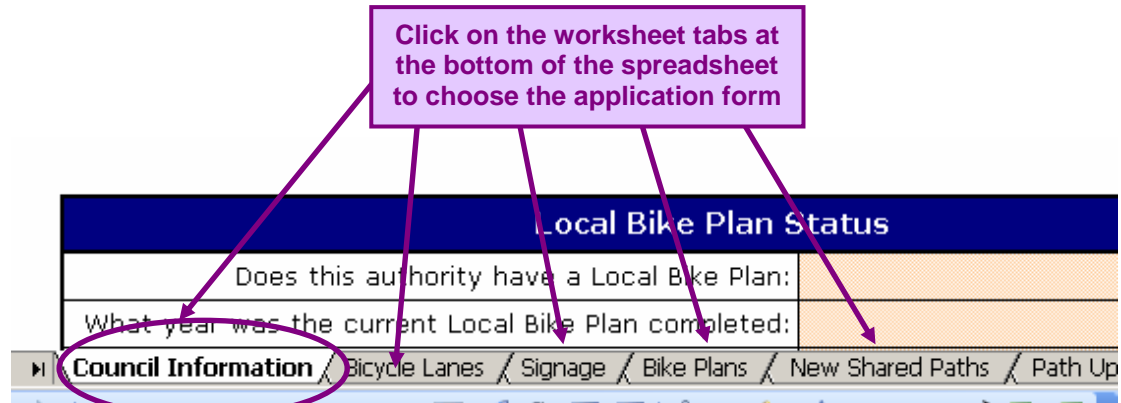 Click on the worksheet tabs at
the bottom of the spreadsheet
to choose the application form
Local Bike Plan Status
Does this authority have a Local Bike Plan:
What year was the current Local Bike Plan completed:
Council Information / Bicycle Lanes / Signage / Bike Plans / New Shared Paths / Path Up